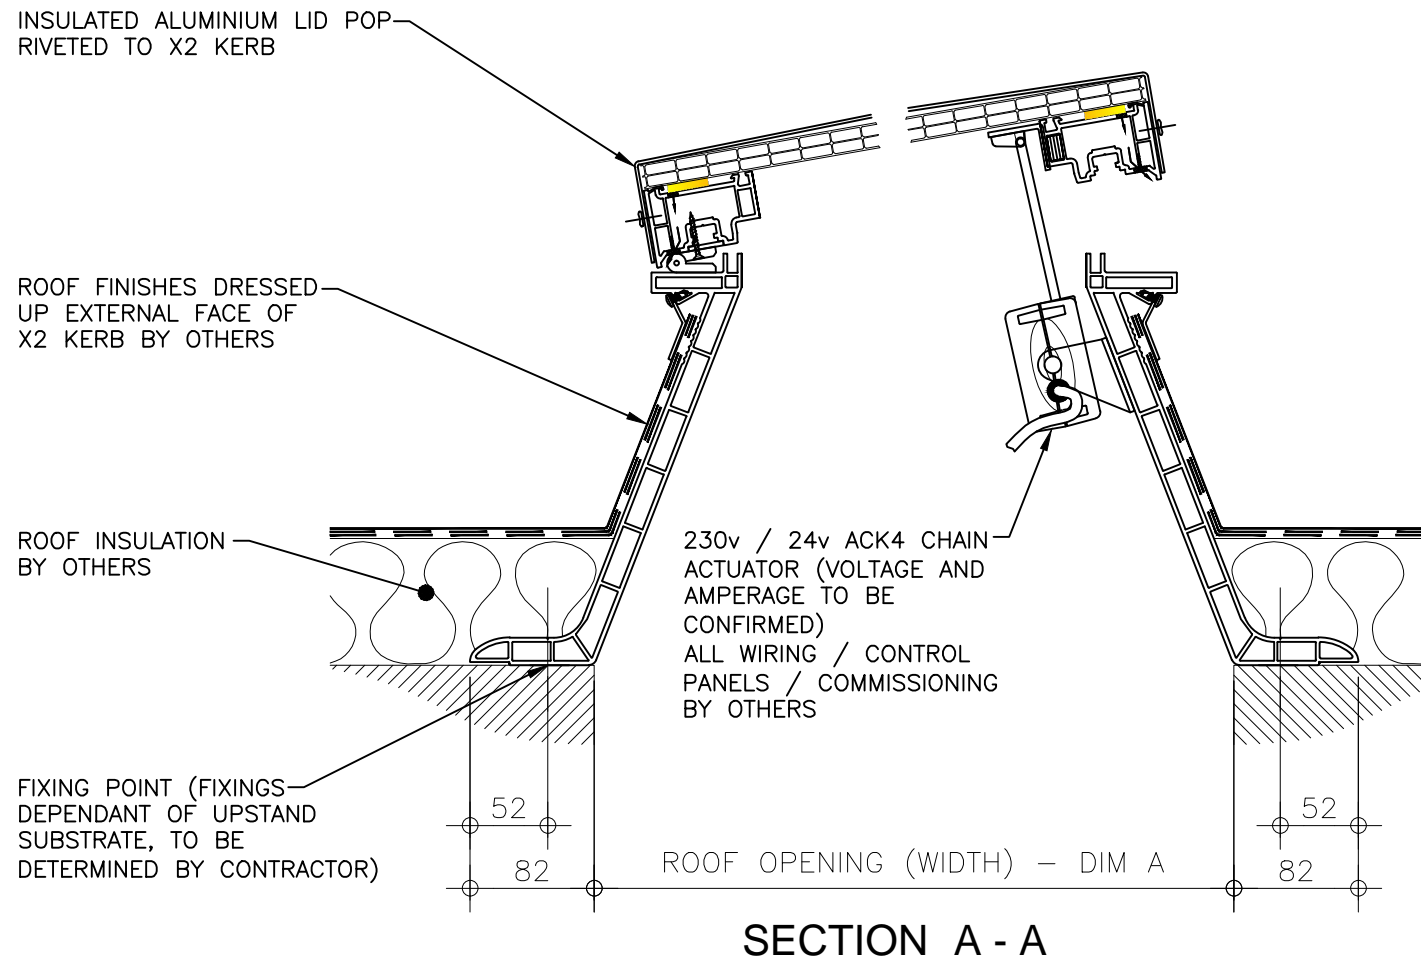 INSULATED ALUMINIUM LID POP
RIVETED TO X2 KERB
ROOF FINISHES DRESSED
UP EXTERNAL FACE OF
X2 KERB BY OTHERS
ROOF INSULATION
BY OTHERS
230v / 24v ACK4 CHAIN
ACTUATOR (VOLTAGE AND
AMPERAGE TO BE
CONFIRMED)
ALL WIRING / CONTROL
PANELS / COMMISSIONING
BY OTHERS
FIXING POINT (FIXINGS
DEPENDANT OF UPSTAND
SUBSTRATE, TO BE
DETERMINED BY CONTRACTOR)
52
52
82
ROOF OPENING (WIDTH) – DIM A
82
SECTION A - A